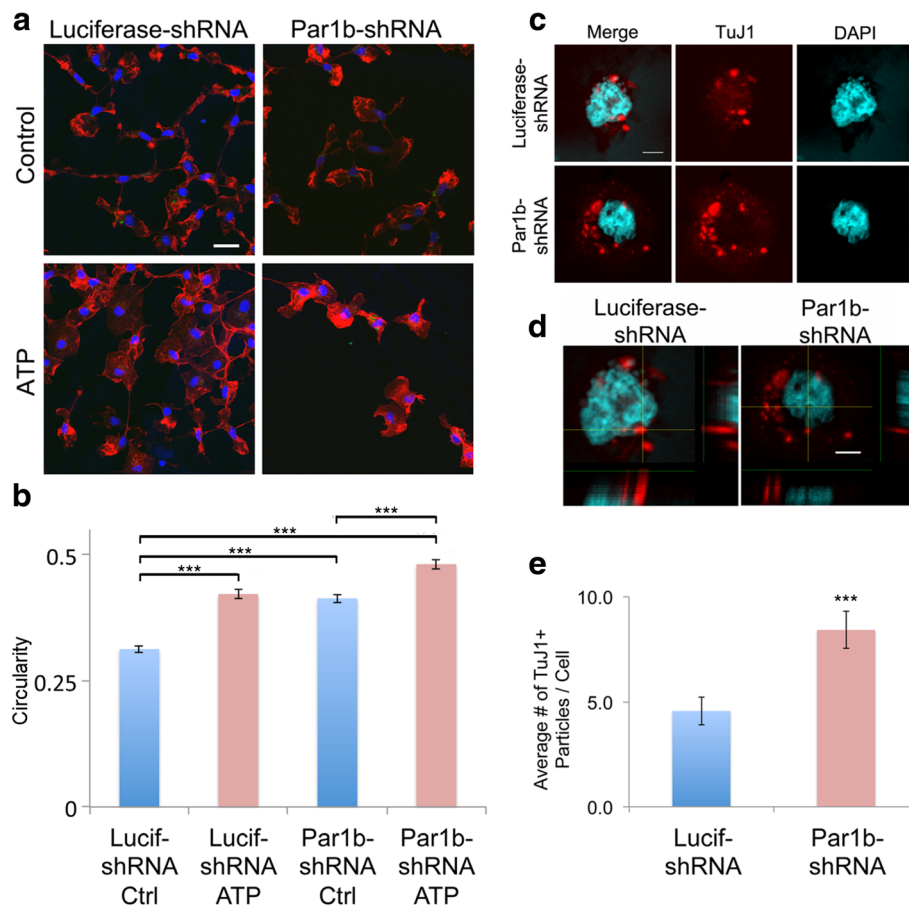 a
Luciferase-shRNA
Par1b-shRNA
Control
ATP
b
Circularity
0.5
0.25
0
***
***
***
***
Lucif-
shRNA
Ctrl
Lucif-
shRNA
ATP
Par1b-
shRNA
Ctrl
Par1b-
shRNA
ATP
c
Merge
TuJ1
DAPI
Luciferase-
shRNA
Par1b-
shRNA
d
Luciferase-
shRNA
Par1b-
shRNA
e
Average # of TuJ1+
Particles / Cell
10.0
5.0
0.0
***
Lucif-
shRNA
Par1b-
shRNA